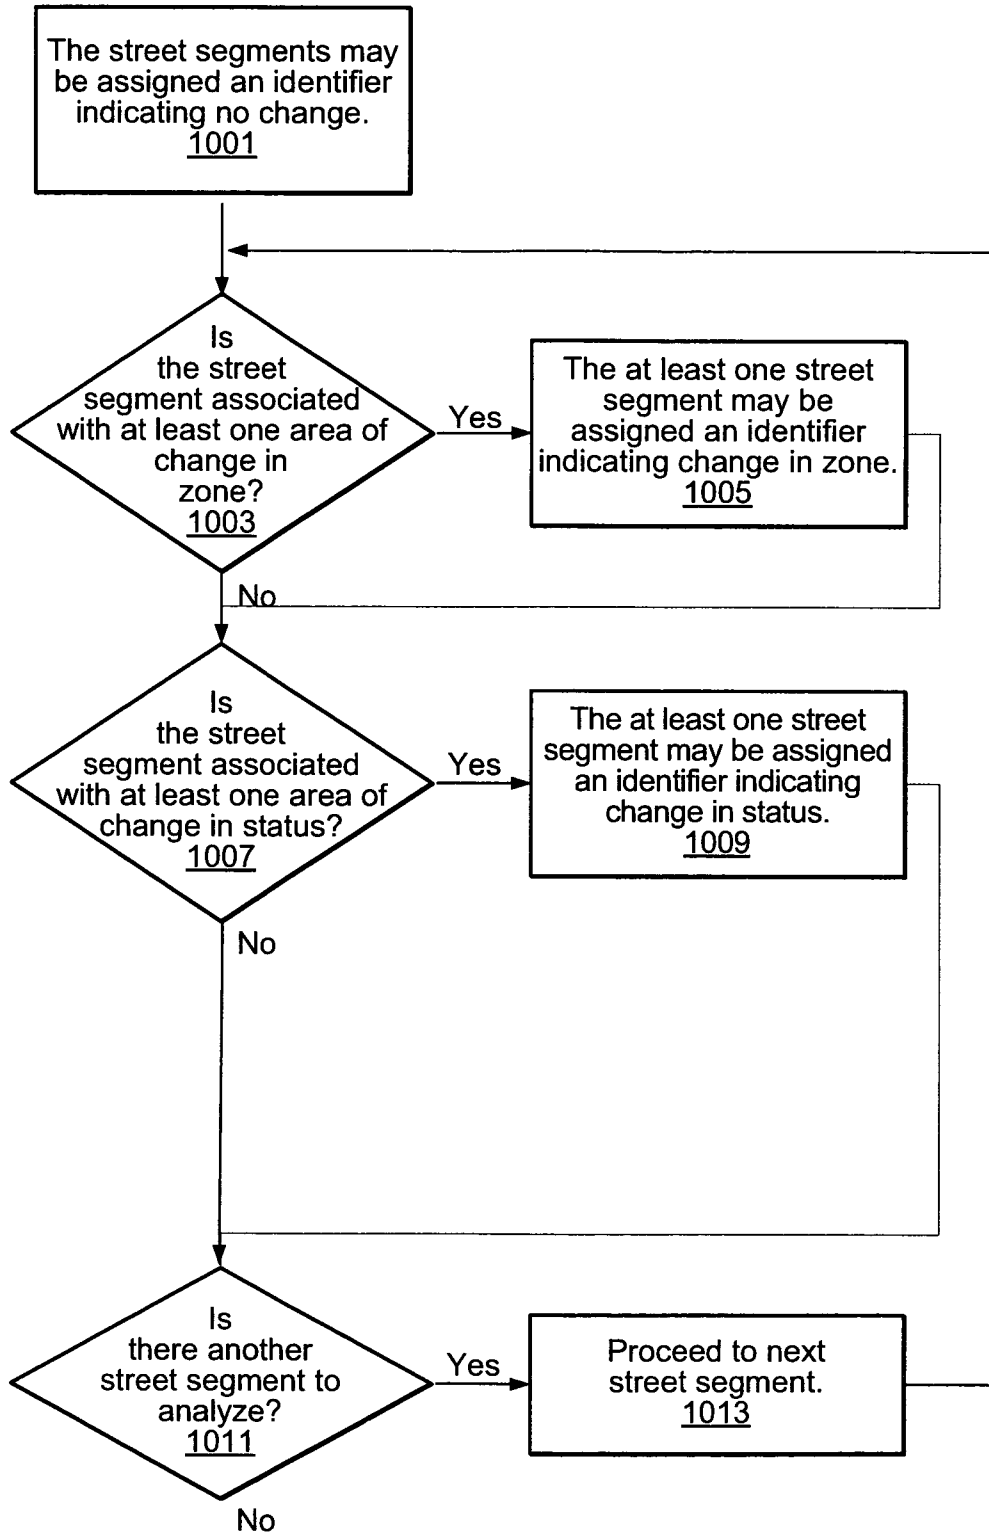 The street segments may
be assigned an identifier
indicating no change.
1001
Is
the street
segment associated
with at least one area of
change in
zone?
1003
Yes
The at least one street
segment may be
assigned an identifier
indicating change in zone.
1005
No
Is
the street
segment associated
with at least one area of
change in status?
1007
Yes
The at least one street
segment may be assigned
an identifier indicating
change in status.
1009
No
Is
there another
street segment to
analyze?
1011
Yes
Proceed to next
street segment.
1013
No